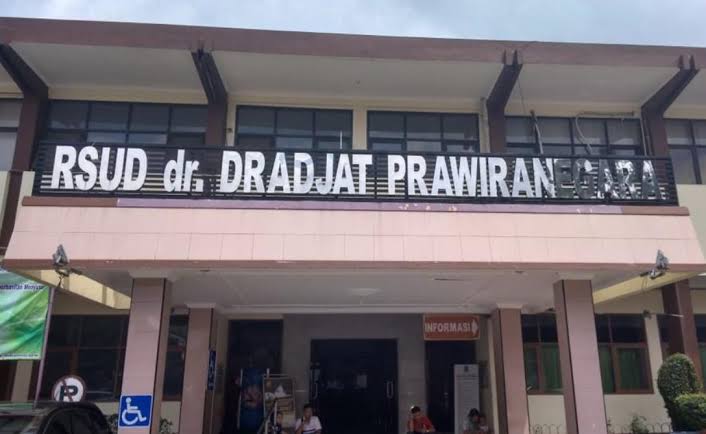 RSUD dr. DRADJAT PRAWIRANEGARA
INFORMASI
P